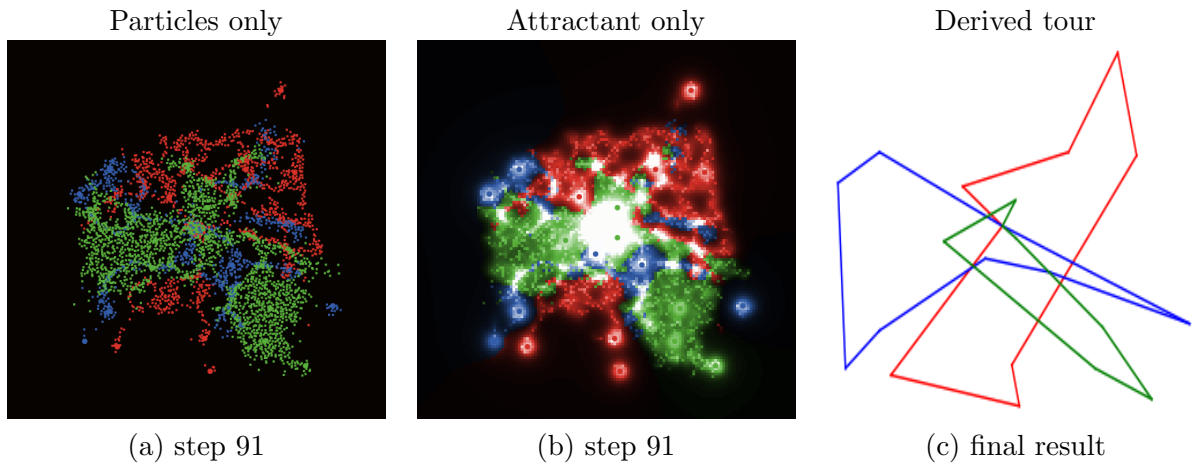 Particles only
Attractant only
Derived tour
(a) step 91
(b) step 91
(c) final result